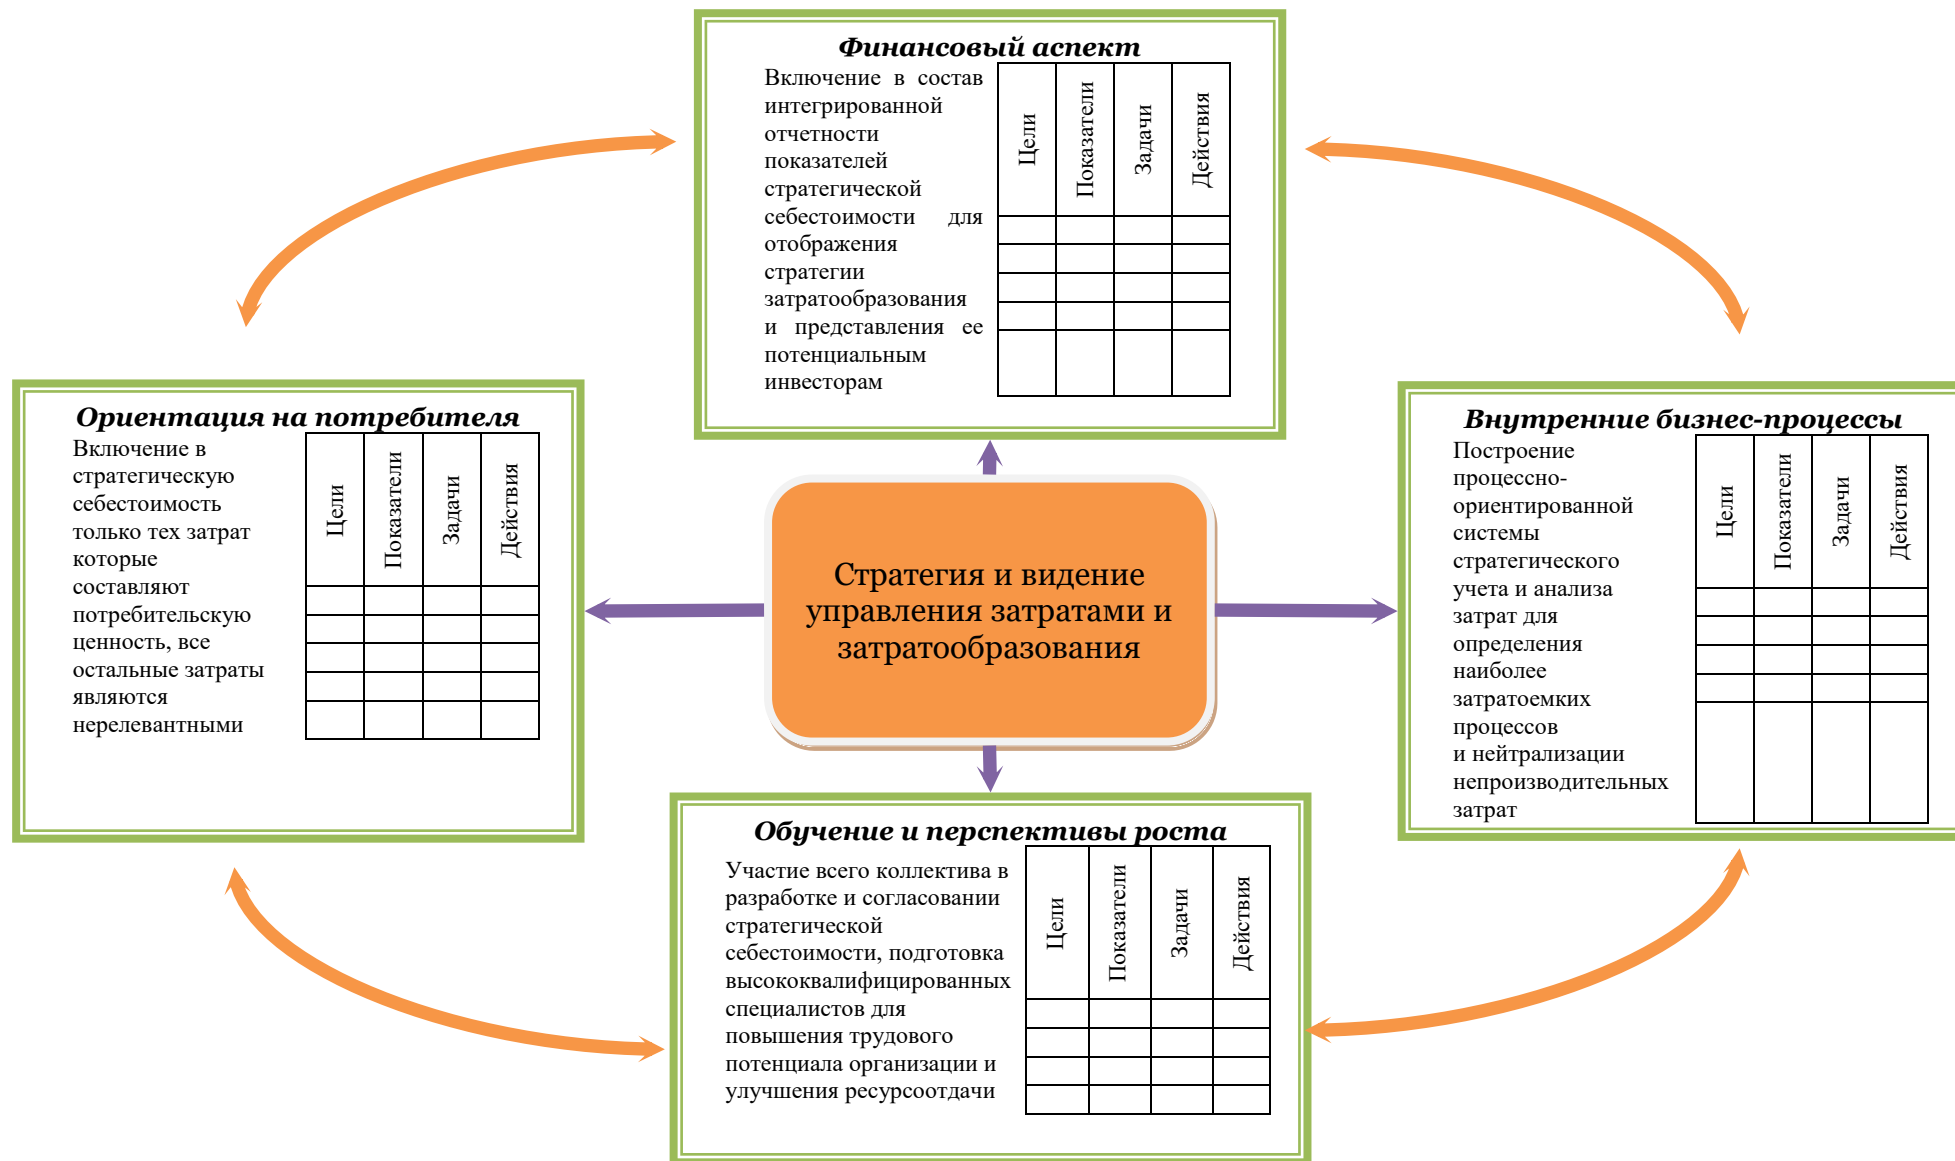 Финансовый аспект
Включение в состав
интегрированной
отчетности
показателей
стратегической
себестоимости для
отображения
стратегии
затратообразования
и представления ее
потенциальным
инвесторам
Цели
Показатели
Задачи
Действия
Ориентация на потребителя
Включение в
стратегическую
себестоимость
только тех затрат
которые
составляют
потребительскую
ценность, все
остальные затраты
являются
нерелевантными
Цели
Показатели
Задачи
Действия
Стратегия и видение
управления затратами и
затратообразования
Внутренние бизнес-процессы
Построение
процессно-
ориентированной
системы
стратегического
учета и анализа
затрат для
определения
наиболее
затратоемких
процессов
и нейтрализации
непроизводительных
затрат
Цели
Показатели
Задачи
Действия
Обучение и перспективы роста
Участие всего коллектива в
разработке и согласовании
стратегической
себестоимости, подготовка
высококвалифицированных
специалистов для
повышения трудового
потенциала организации и
улучшения ресурсоотдачи
Цели
Показатели
Задачи
Действия